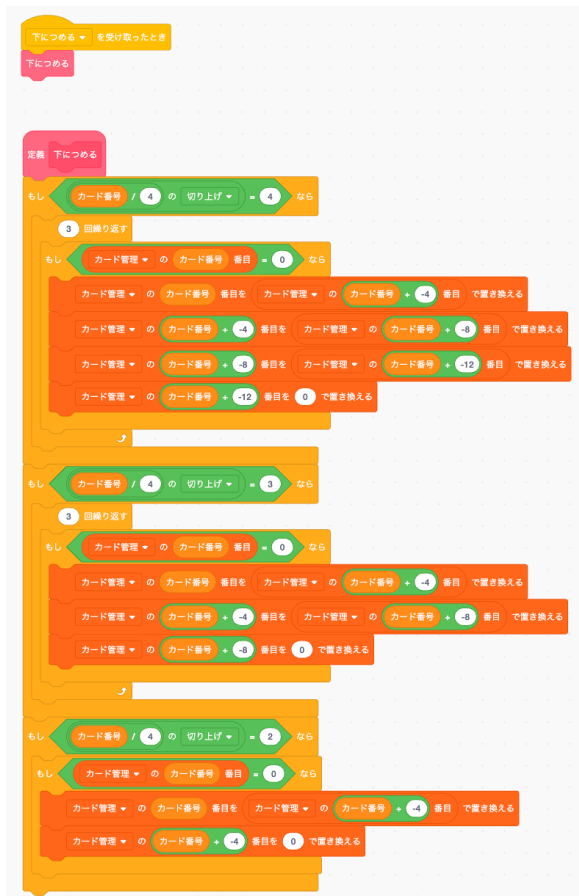 下につめる を受け取ったとき
下につめる
定義 下につめる
もし カード番号 / 4 の 切り上げ = 4 なら
3 回繰り返す
もし カード管理 の カード番号 番目 = 0 なら
カード管理 の カード番号 番目を カード管理 の カード番号 + -4 番目 で置き換える
カード管理 の カード番号 + -4 番目を カード管理 の カード番号 + -8 番目 で置き換える
カード管理 の カード番号 + -8 番目を カード管理 の カード番号 + -12 番目 で置き換える
カード管理 の カード番号 + -12 番目を 0 で置き換える
もし カード番号 / 4 の 切り上げ = 3 なら
3 回繰り返す
もし カード管理 の カード番号 番目 = 0 なら
カード管理 の カード番号 番目を カード管理 の カード番号 + -4 番目 で置き換える
カード管理 の カード番号 + -4 番目を カード管理 の カード番号 + -8 番目 で置き換える
カード管理 の カード番号 + -8 番目を 0 で置き換える
もし カード番号 / 4 の 切り上げ = 2 なら
もし カード管理 の カード番号 番目 = 0 なら
カード管理 の カード番号 番目を カード管理 の カード番号 + -4 番目 で置き換える
カード管理 の カード番号 + -4 番目を 0 で置き換える